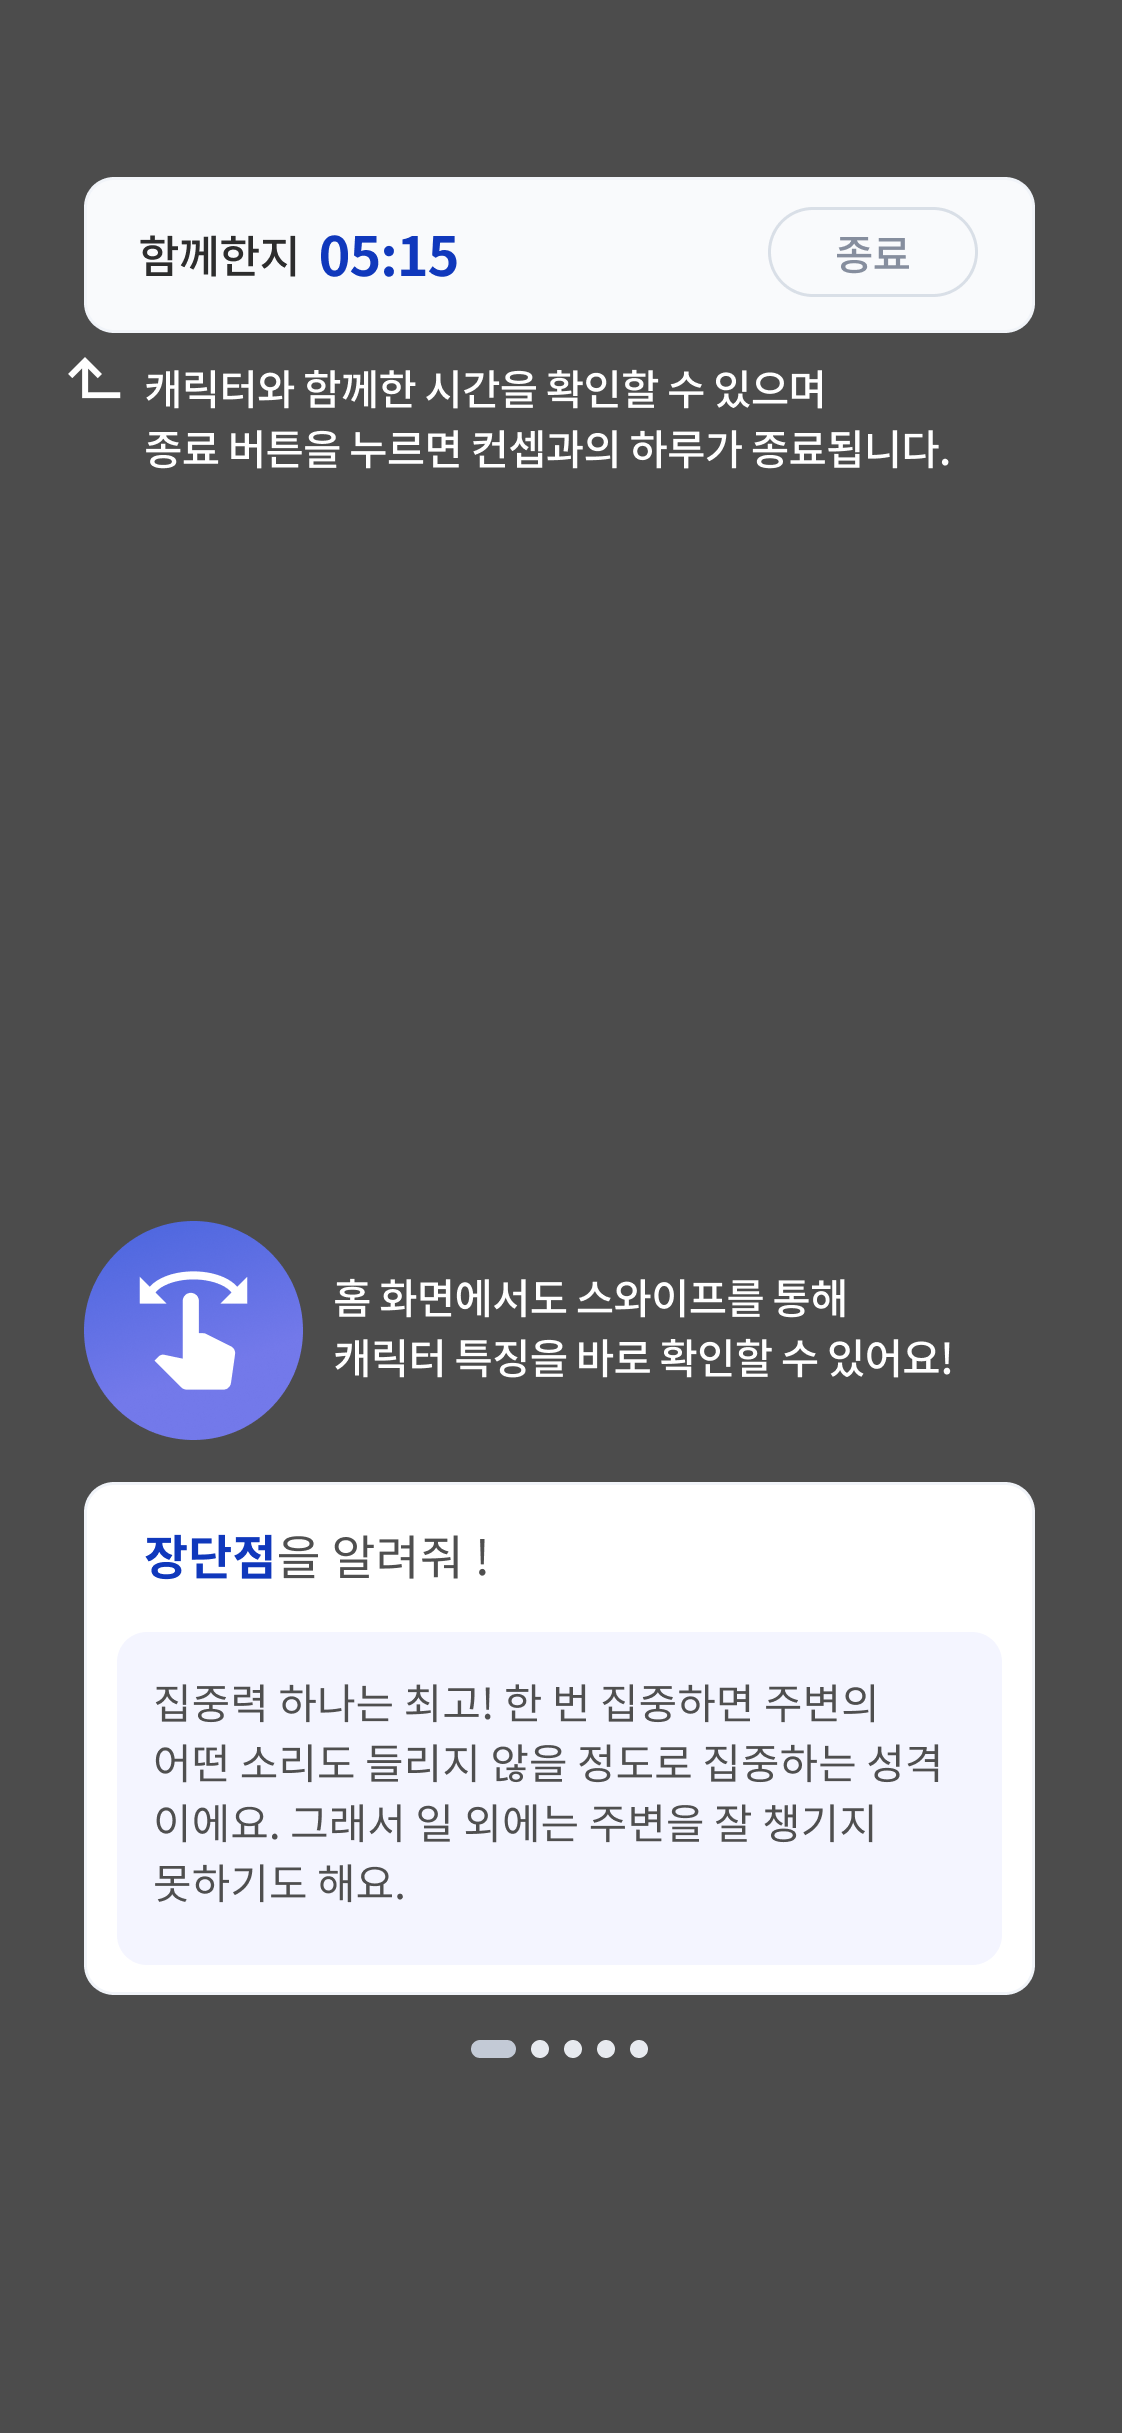 함께한지 05:15
종료
캐릭터와 함께한 시간을 확인할 수 있으며
종료 버튼을 누르면 컨셉과의 하루가 종료됩니다.
홈 화면에서도 스와이프를 통해
캐릭터 특징을 바로 확인할 수 있어요!
장단점을 알려줘 !
집중력 하나는 최고! 한 번 집중하면 주변의
어떤 소리도 들리지 않을 정도로 집중하는 성격
이에요. 그래서 일 외에는 주변을 잘 챙기지
못하기도 해요.